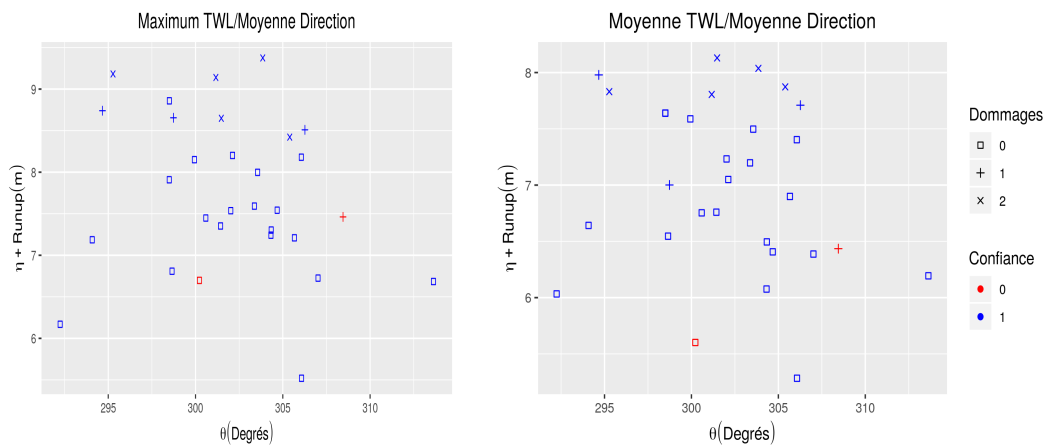 Maximum TWL/Moyenne Direction
9
8
7
6
η + Runup(m)
295
300
305
310
θ(Degrés)
Moyenne TWL/Moyenne Direction
8
7
6
η + Runup(m)
295
300
305
310
θ(Degrés)
Dommages
0
1
2
Confiance
0
1